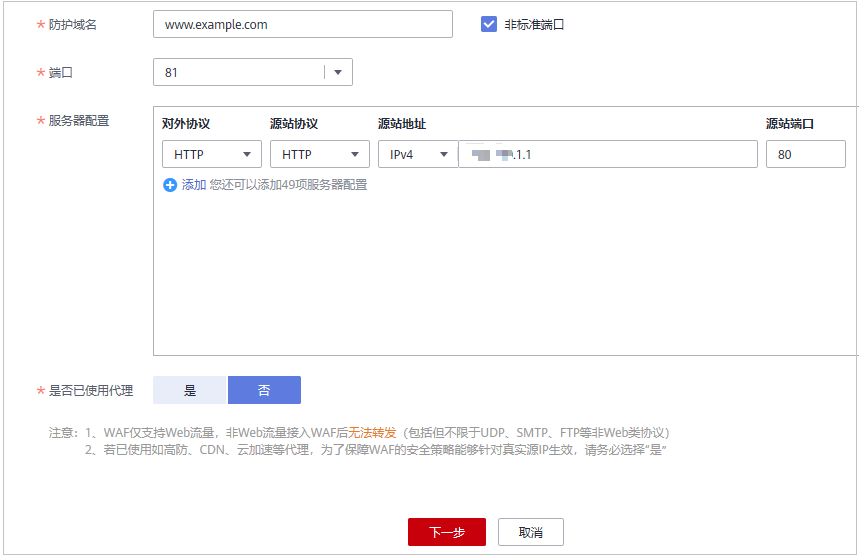 * 防护域名 www.example.com 非标准端口
* 端口 81
* 服务器配置 对外协议 源站协议 源站地址 源站端口
HTTP HTTP IPv4 .1.1 80
添加 您还可以添加49项服务器配置
* 是否已使用代理 是 否
注意：1、WAF仅支持Web流量，非Web流量接入WAF后无法转发（包括但不限于UDP、SMTP、FTP等非Web类协议）
2、若已使用如高防、CDN、云加速等代理，为了保障WAF的安全策略能够针对真实源IP生效，请务必选择“是”
下一步 取消